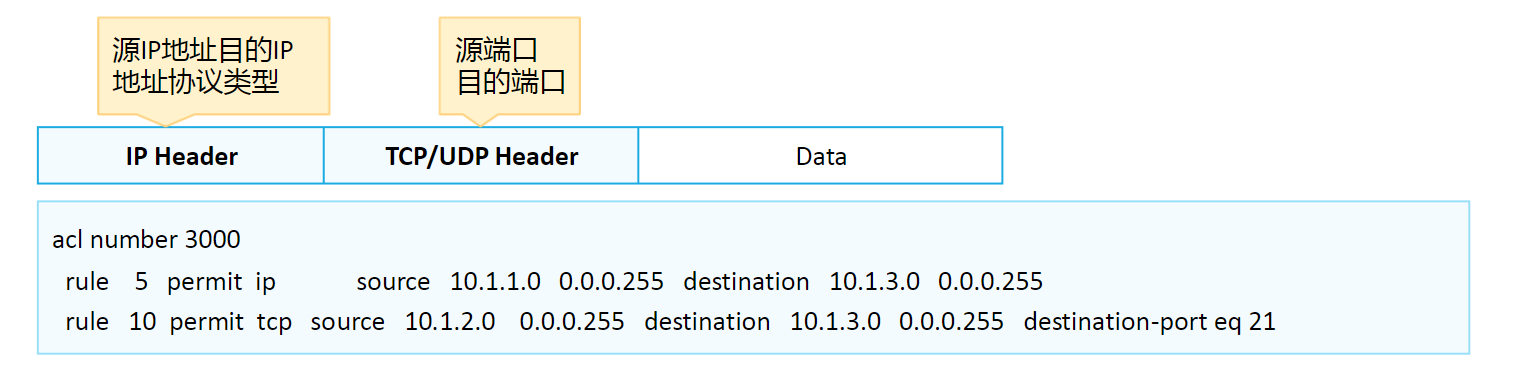 源IP地址目的IP
地址协议类型
源端口
目的端口
IP Header
TCP/UDP Header
Data
acl number 3000
rule 5 permit ip source 10.1.1.0 0.0.0.255 destination 10.1.3.0 0.0.0.255
rule 10 permit tcp source 10.1.2.0 0.0.0.255 destination 10.1.3.0 0.0.0.255 destination-port eq 21